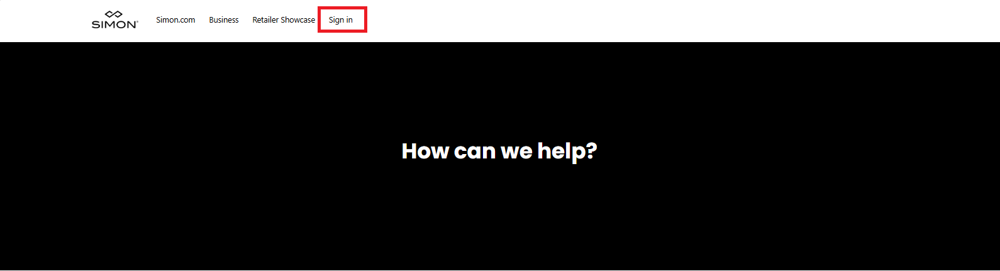 SIMON® Simon.com Business Retailer Showcase Sign in
How can we help?